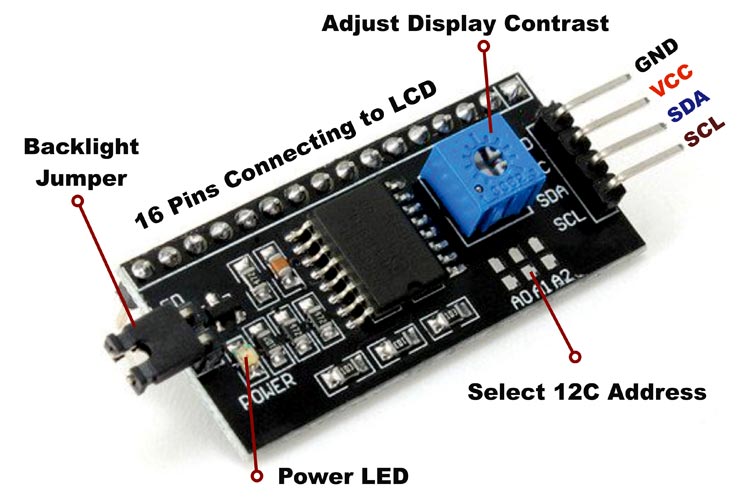 Adjust Display Contrast
GND
VCC
SDA
SCL
16 Pins Connecting to LCD
Backlight
Jumper
SDA
SCL
A0 A1 A2
POWER
Select 12C Address
Power LED